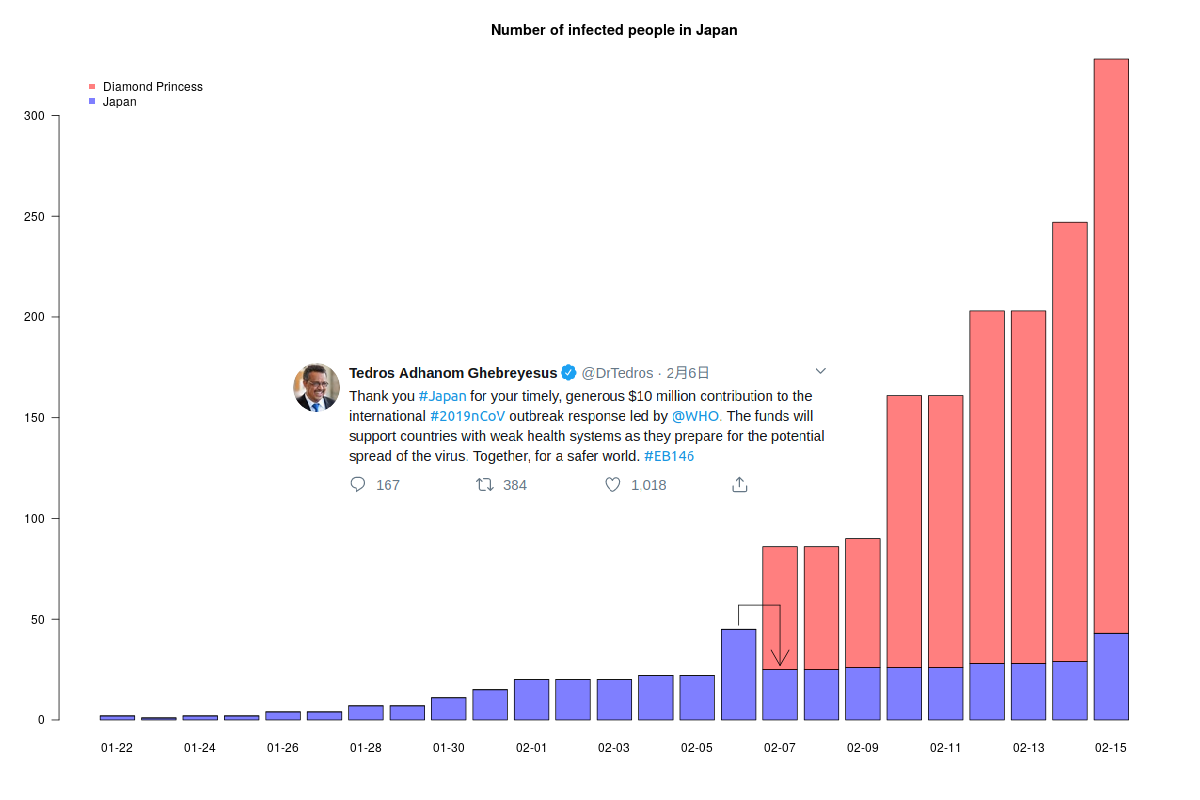 Number of infected people in Japan
Diamond Princess
Japan
300
250
200
150
100
50
0
Tedros Adhanom Ghebreyesus @DrTedros · 2月6日
Thank you #Japan for your timely, generous $10 million contribution to the
international #2019nCoV outbreak response led by @WHO. The funds will
support countries with weak health systems as they prepare for the potential
spread of the virus. Together, for a safer world. #EB146
167 384 1.018
01-22 01-24 01-26 01-28 01-30 02-01 02-03 02-05 02-07 02-09 02-11 02-13 02-15